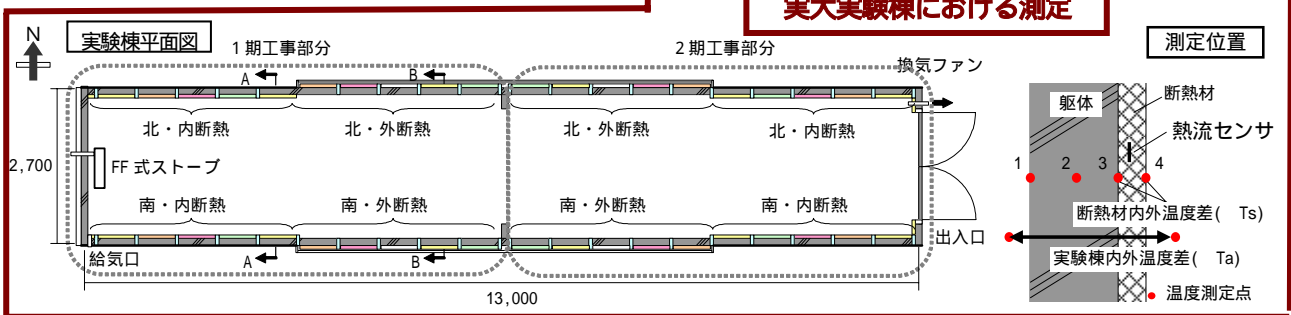 実大実験棟における測定
N
実験棟平面図
1期工事部分
2期工事部分
測定位置
換気ファン
A
B
北・内断熱
北・外断熱
北・外断熱
北・内断熱
2,700
FF式ストーブ
南・内断熱
南・外断熱
南・外断熱
南・内断熱
給気口
A
B
出入口
13,000
躯体
断熱材
熱流センサ
1
2
3
4
断熱材内外温度差( Ts)
実験棟内外温度差( Ta)
温度測定点